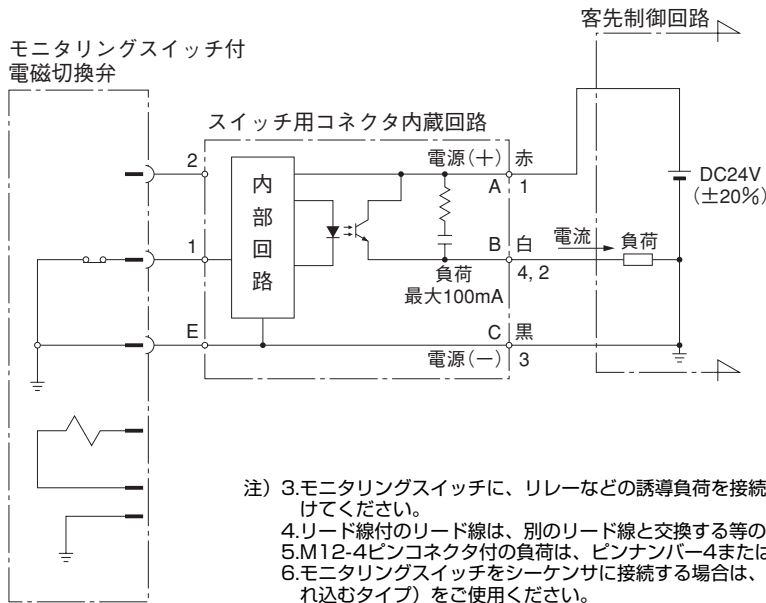 客先制御回路
モニタリングスイッチ付
電磁切換弁
スイッチ用コネクタ内蔵回路
2
電源(+)
赤
A
1
DC24V
(±20%)
内部回路
1
B
白
電流
負荷
4, 2
負荷
最大100mA
E
C
黒
電源(−)
3
注）3.モニタリングスイッチに、リレーなどの誘導負荷を接続
けてください。
4.リード線付のリード線は、別のリード線と交換する等の
5.M12-4ピンコネクタ付の負荷は、ピンナンバー4または
6.モニタリングスイッチをシーケンサに接続する場合は、
れ込むタイプ）をご使用ください。